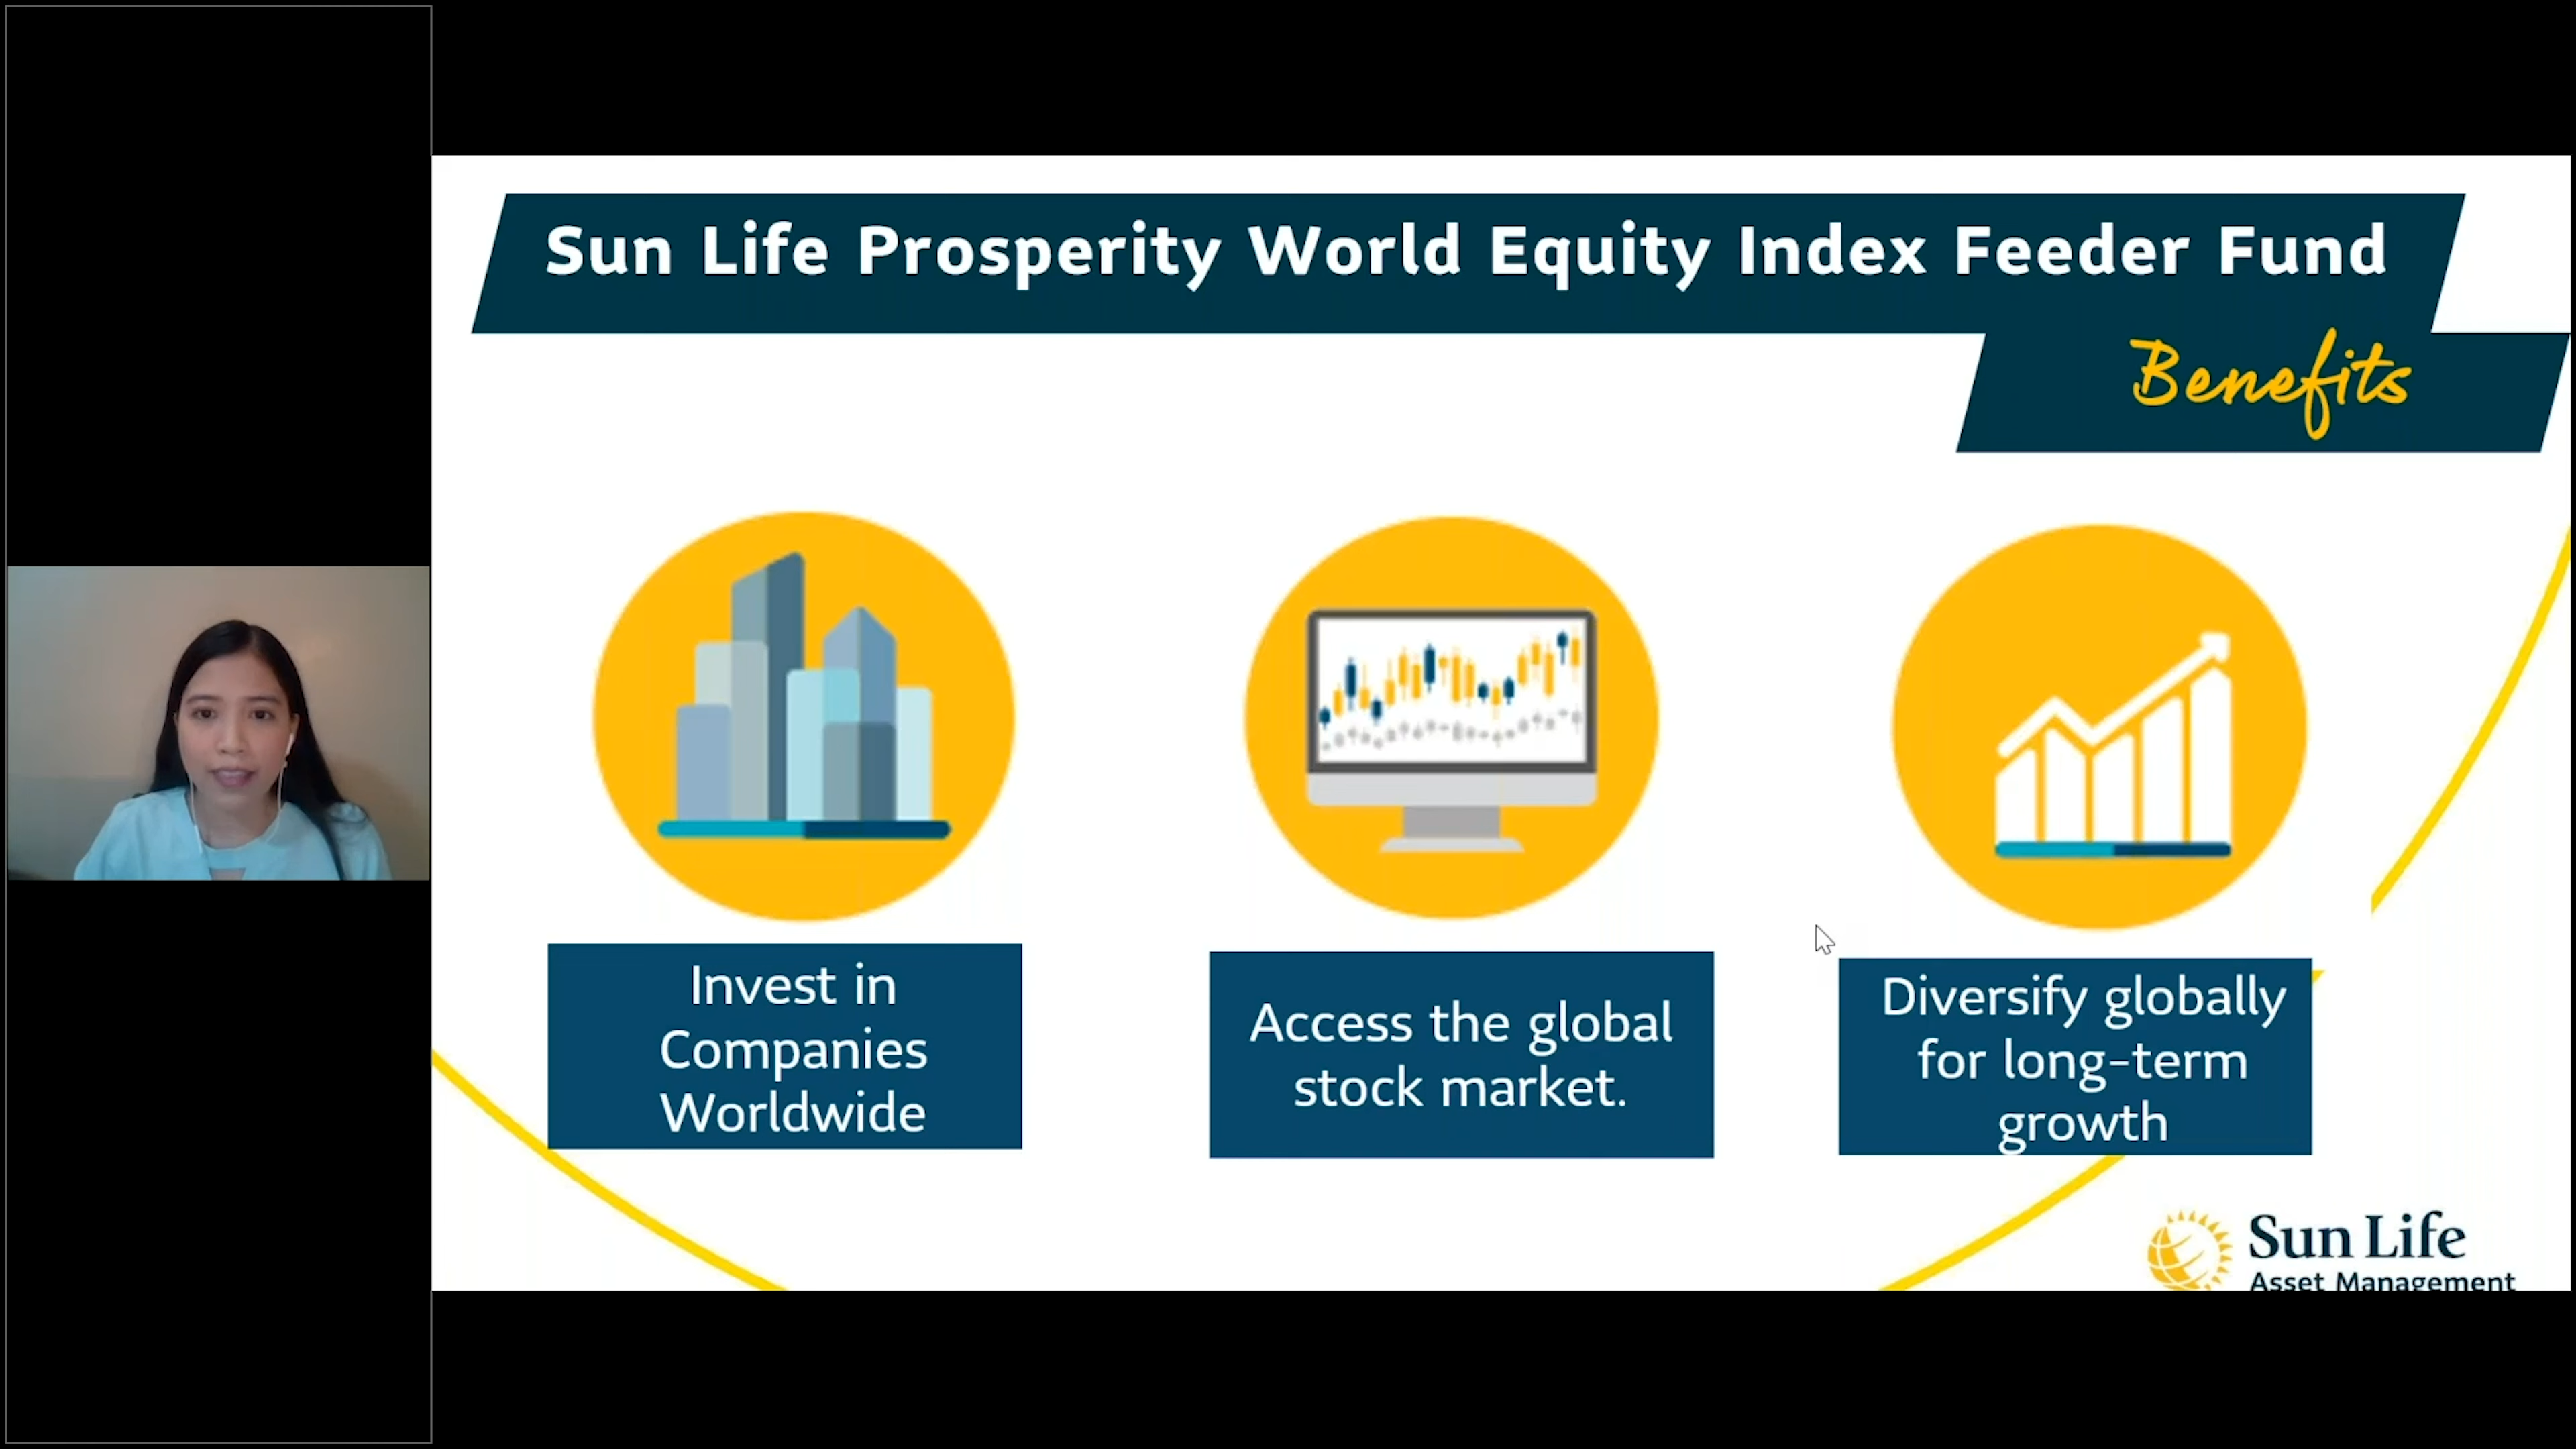 Sun Life Prosperity World Equity Index Feeder Fund
Benefits
Invest in
Companies
Worldwide
Access the global
stock market.
Diversify globally
for long-term
growth
Sun Life
Asset Management